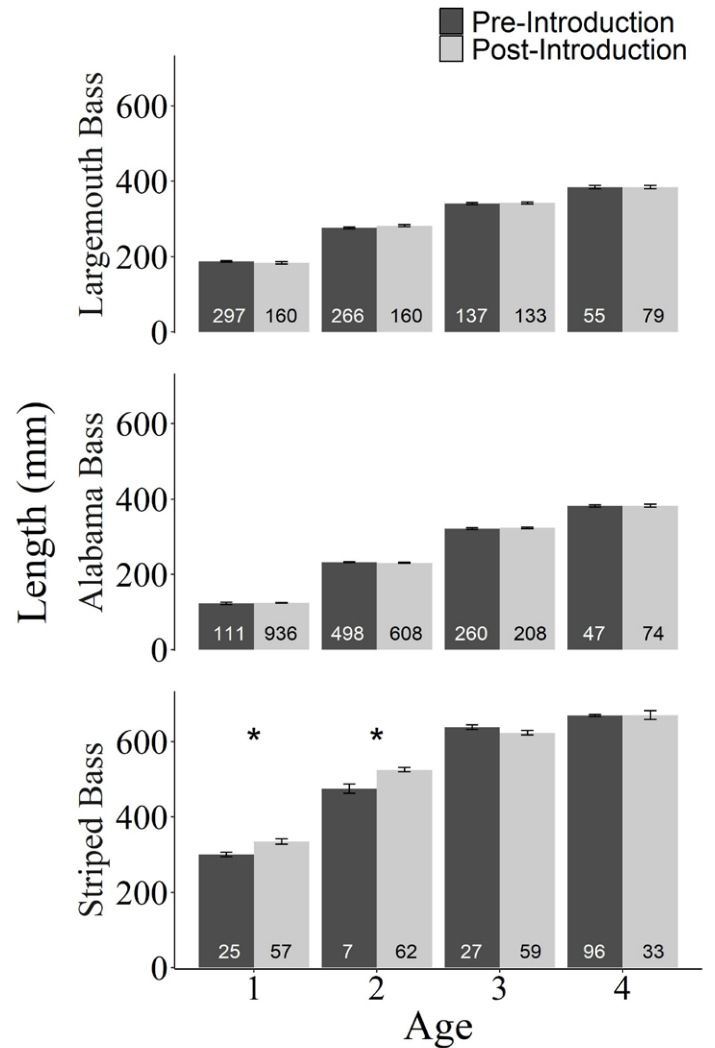 Pre-Introduction
Post-Introduction
Length (mm)
Largemouth Bass
600
400
200
0
297 160 266 160 137 133 55 79
Alabama Bass
600
400
200
0
111 936 498 608 260 208 47 74
Striped Bass
600
400
200
0
* *
25 57 7 62 27 59 96 33
1 2 3 4
Age